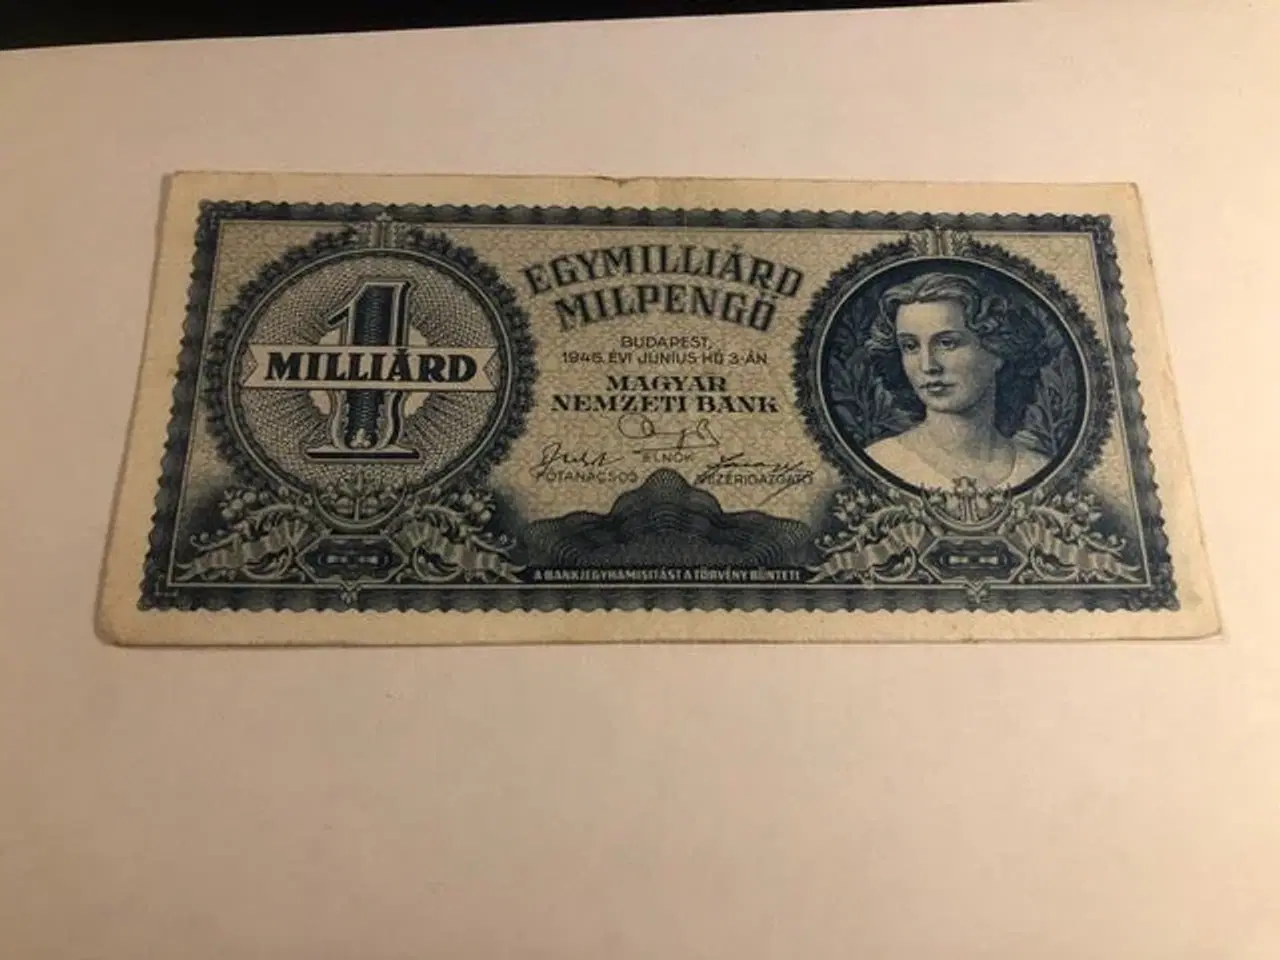 1
MILLIÁRD
EGYMILLIÁRD
MILPENGŐ
BUDAPEST,
1946. ÉVI JÚNIUS HÓ 3-ÁN
MAGYAR
NEMZETI BANK
ELNÖK
FŐTANÁCSOS
VEZÉRIGAZGATÓ
A BANKJEGYHAMISÍTÁST A TÖRVÉNY BÜNTETI